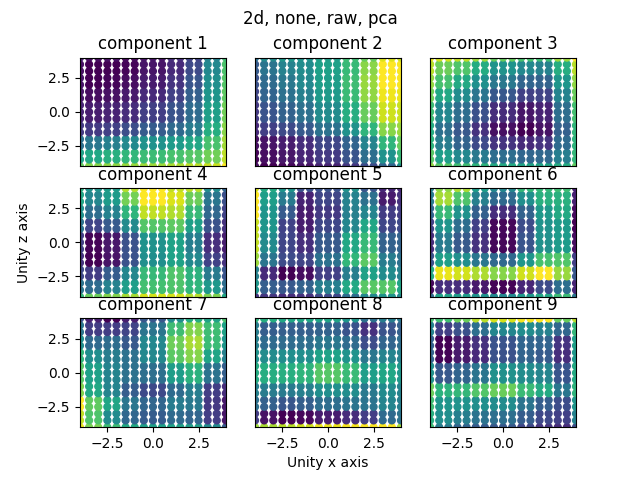 2d, none, raw, pca
component 1
component 2
component 3
2.5
0.0
−2.5
component 4
component 5
component 6
2.5
0.0
−2.5
Unity z axis
component 7
component 8
component 9
2.5
0.0
−2.5
−2.5 0.0 2.5
−2.5 0.0 2.5
−2.5 0.0 2.5
Unity x axis